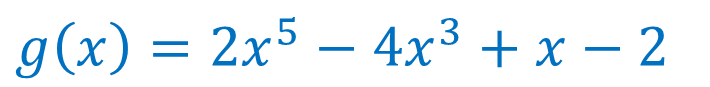 g(x) = 2x⁵ − 4x³ + x − 2